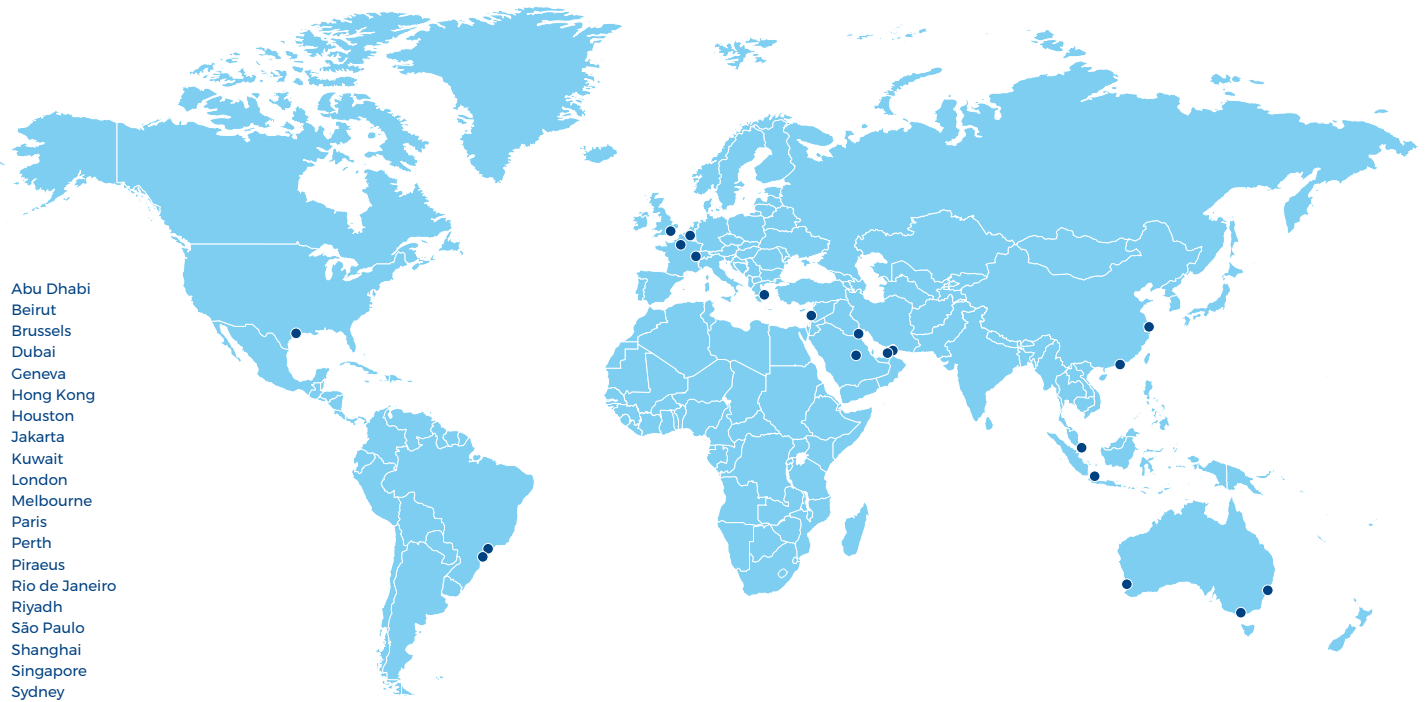 Abu Dhabi
Beirut
Brussels
Dubai
Geneva
Hong Kong
Houston
Jakarta
Kuwait
London
Melbourne
Paris
Perth
Piraeus
Rio de Janeiro
Riyadh
São Paulo
Shanghai
Singapore
Sydney